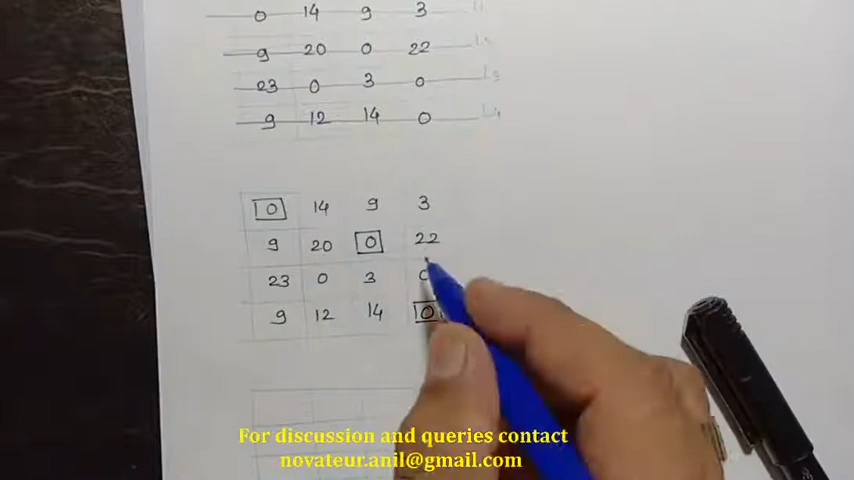 0 14 9 3
9 20 0 22
23 0 3 0
9 12 14 0
0 14 9 3
9 20 0 22
23 0 3 0
9 12 14 0
For discussion and queries contact
novateur.anil@gmail.com